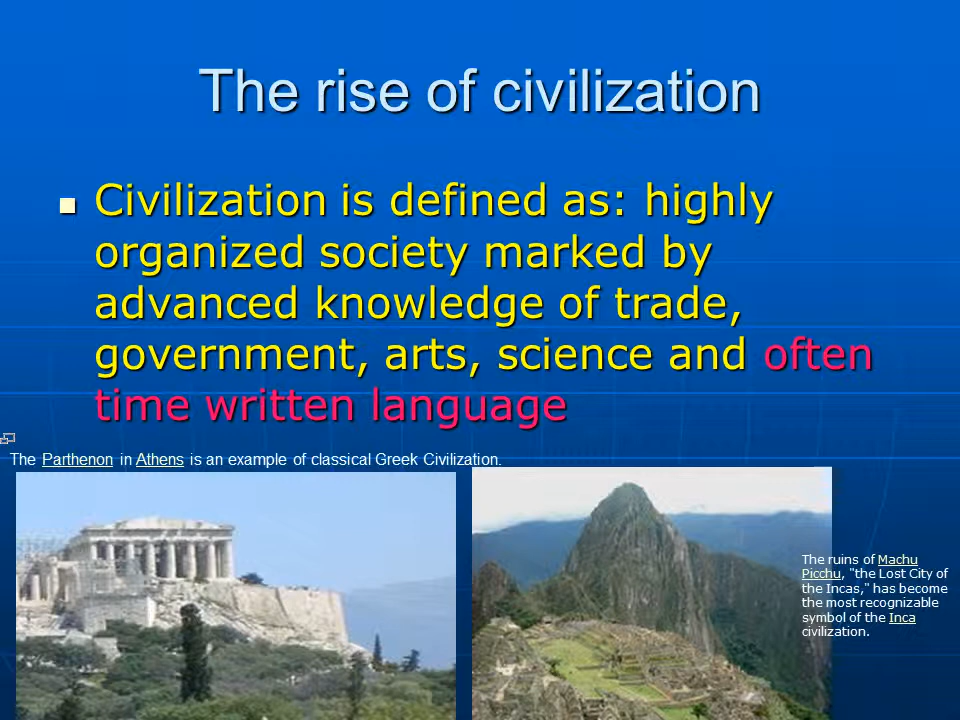 The rise of civilization
Civilization is defined as: highly
organized society marked by
advanced knowledge of trade,
government, arts, science and often
time written language
The Parthenon in Athens is an example of classical Greek Civilization.
The ruins of Machu
Picchu, "the Lost City of
the Incas," has become
the most recognizable
symbol of the Inca
civilization.